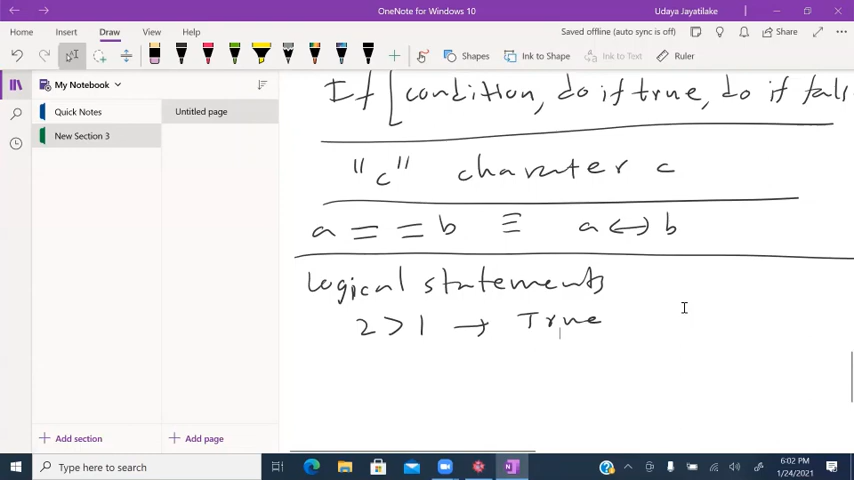 OneNote for Windows 10
Udaya Jayatilake
Home Insert Draw View Help
Saved offline (auto sync is off)
Share
Shapes
Ink to Shape
Ink to Text
Ruler
My Notebook
Quick Notes
New Section 3
Untitled page
If [condition, do if true, do if fals
"c" charater c
a = = b ≡ a ↔ b
Logical statements
2 > 1 → True
+ Add section
+ Add page
Type here to search
6:02 PM
1/24/2021